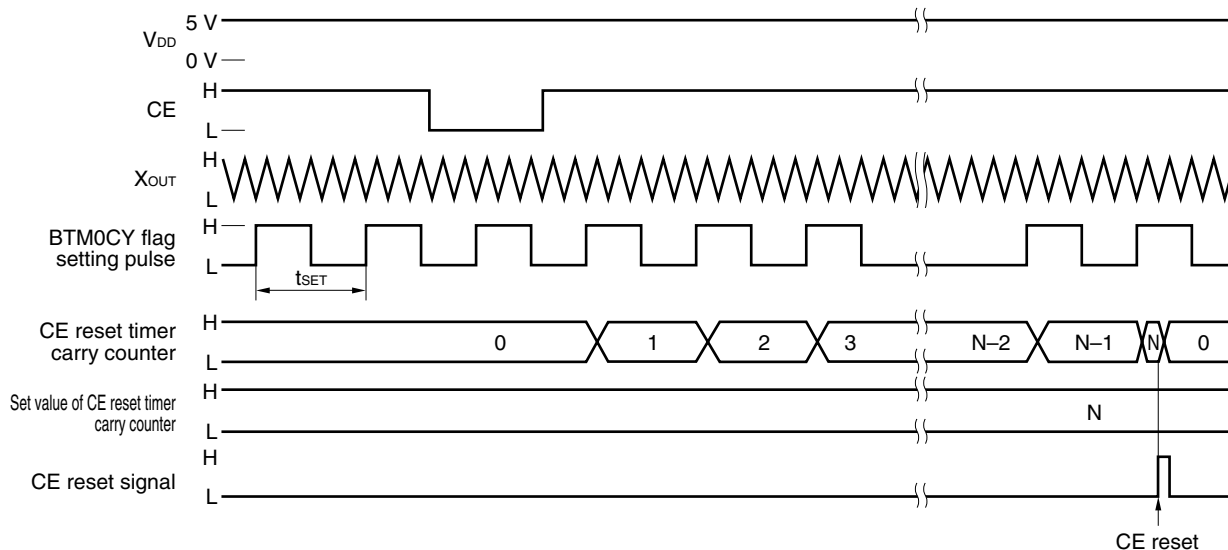 5 V
VDD
0 V
H
CE
L
H
XOUT
L
H
BTM0CY flag
setting pulse
L
tSET
H
CE reset timer
carry counter
L
0 1 2 3 N–2 N–1 N 0
H
Set value of CE reset timer
carry counter
N
L
H
CE reset signal
L
CE reset